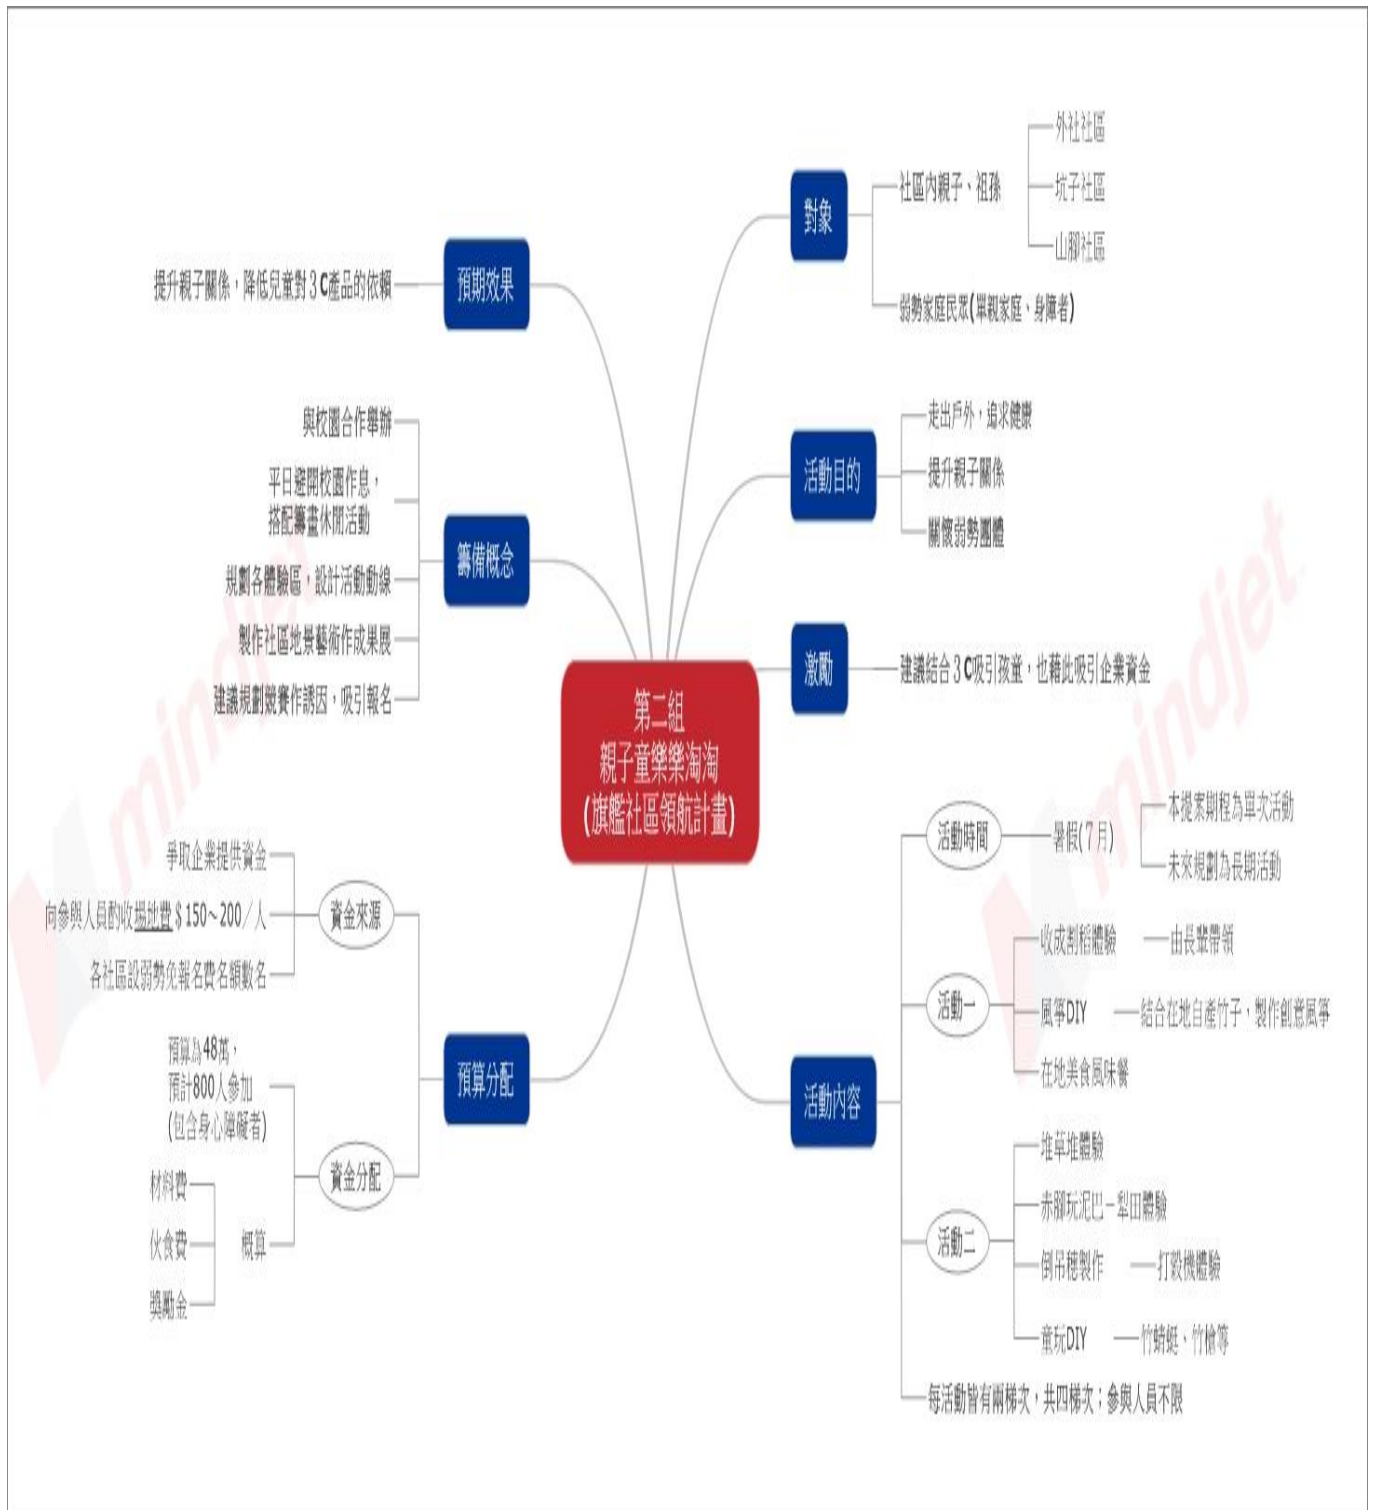 第二組
親子童樂樂淘淘
(旗艦社區領航計畫)
對象
社區內親子、祖孫
外社社區
坑子社區
山腳社區
弱勢家庭民眾(單親家庭、身障者)
活動目的
走出戶外，追求健康
提升親子關係
關懷弱勢團體
激勵
建議結合3C吸引孩童，也藉此吸引企業資金
活動內容
活動時間
暑假(7月)
本提案期程為單次活動
未來規劃為長期活動
活動一
收成割稻體驗
由長輩帶領
風箏DIY
結合在地自產竹子，製作創意風箏
在地美食風味餐
活動二
堆草堆體驗
赤腳玩泥巴－犁田體驗
倒吊穗製作
打穀機體驗
童玩DIY
竹蜻蜓、竹槍等
每活動皆有兩梯次，共四梯次；參與人員不限
預期效果
提升親子關係，降低兒童對3C產品的依賴
籌備概念
與校園合作舉辦
平日避開校園作息，
搭配籌畫休閒活動
規劃各體驗區，設計活動動線
製作社區地景藝術作成果展
建議規劃競賽作誘因，吸引報名
預算分配
資金來源
爭取企業提供資金
向參與人員酌收場地費＄150～200／人
各社區設弱勢免報名費名額數名
資金分配
預算為48萬，
預計800人參加
(包含身心障礙者)
概算
材料費
伙食費
獎勵金
mindjet
mindjet